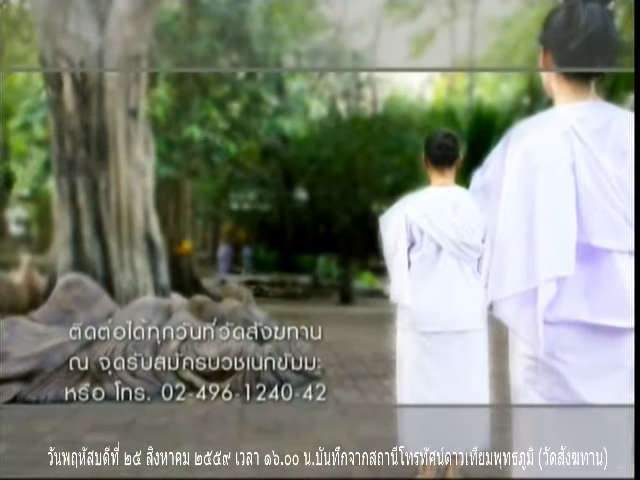 ติดต่อได้ทุกวันที่วัดสังฆทาน
ณ จุดรับสมัครบวชเนกขัมมะ
หรือ โทร. 02-496-1240-42
วันพฤหัสบดีที่ ๒๕ สิงหาคม ๒๕๕๙ เวลา ๑๖.๐๐ น.บันทึกจากสถานีโทรทัศน์ดาวเทียมพุทธภูมิ (วัดสังฆทาน)